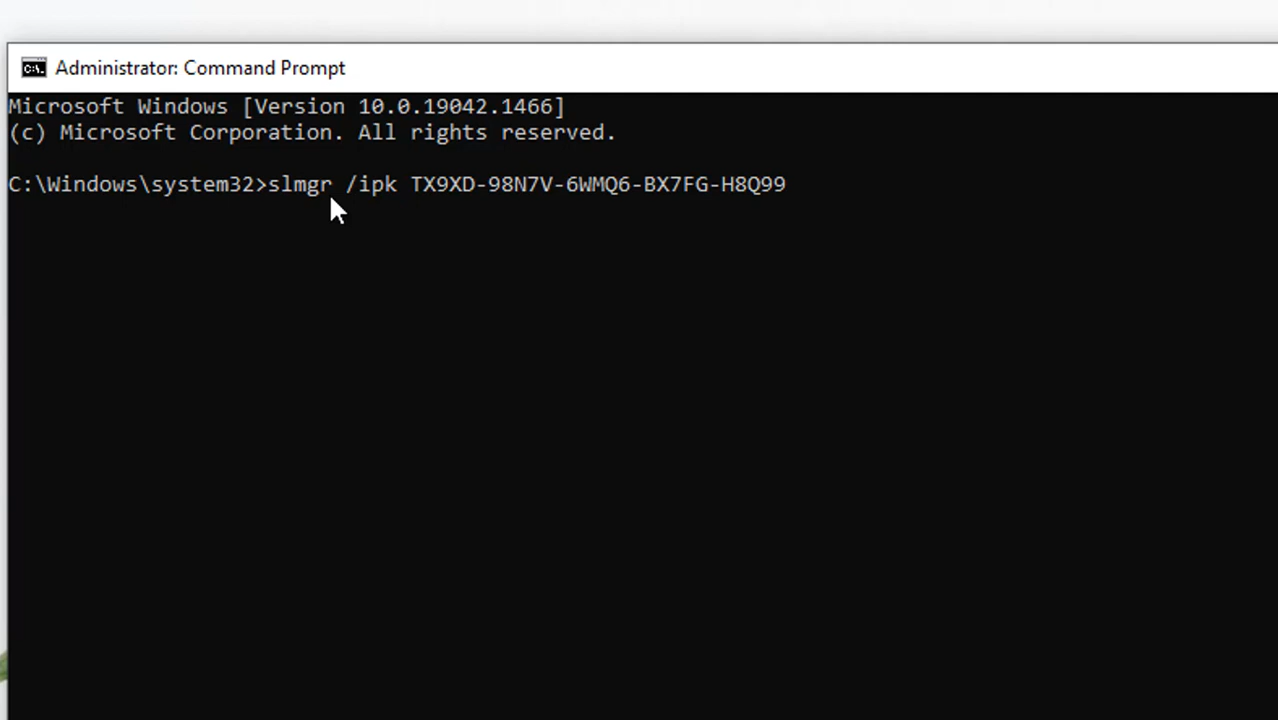 Administrator: Command Prompt
Microsoft Windows [Version 10.0.19042.1466]
(c) Microsoft Corporation. All rights reserved.
C:\Windows\system32>slmgr /ipk TX9XD-98N7V-6WMQ6-BX7FG-H8Q99